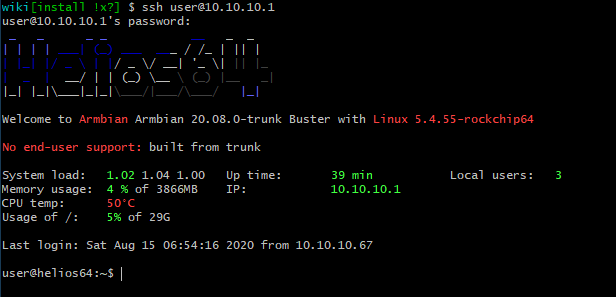 wiki[install !x?] $ ssh user@10.10.10.1
user@10.10.10.1's password:
Helios64
Welcome to Armbian Armbian 20.08.0-trunk Buster with Linux 5.4.55-rockchip64
No end-user support: built from trunk
System load: 1.02 1.04 1.00 Up time: 39 min Local users: 3
Memory usage: 4 % of 3866MB IP: 10.10.10.1
CPU temp: 50°C
Usage of /: 5% of 29G
Last login: Sat Aug 15 06:54:16 2020 from 10.10.10.67
user@helios64:~$